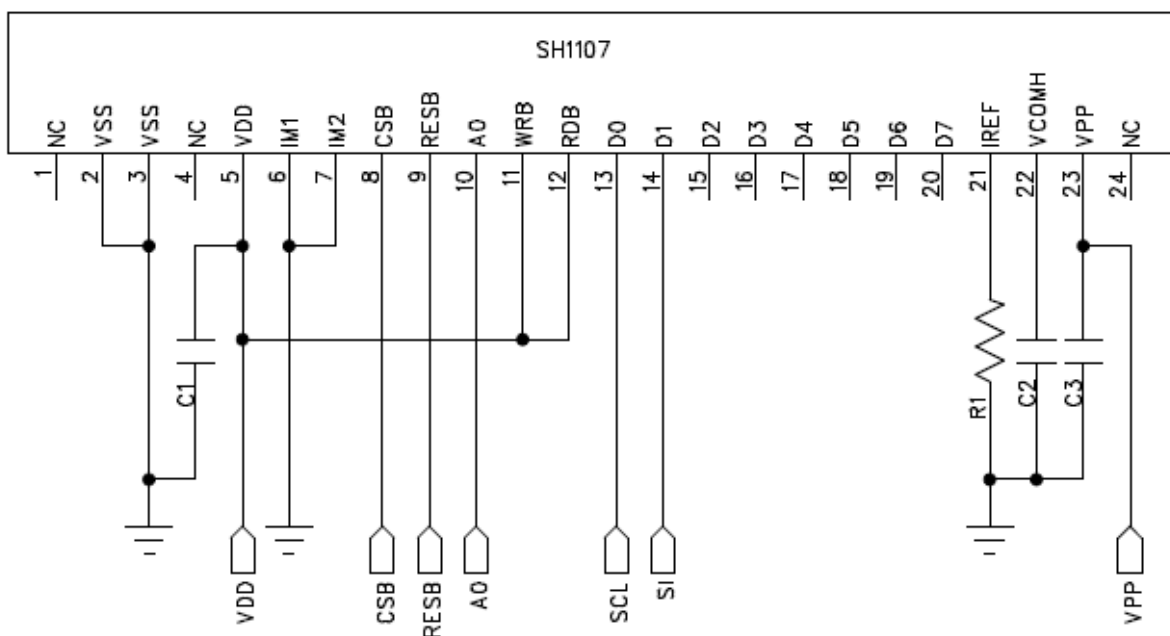 SH1107
NC
VSS
VSS
NC
VDD
IM1
IM2
CSB
RESB
A0
WRB
RDB
D0
D1
D2
D3
D4
D5
D6
D7
IREF
VCOMH
VPP
NC
1
2
3
4
5
6
7
8
9
10
11
12
13
14
15
16
17
18
19
20
21
22
23
24
C1
R1
C2
C3
VDD
CSB
RESB
A0
SCL
SI
VPP